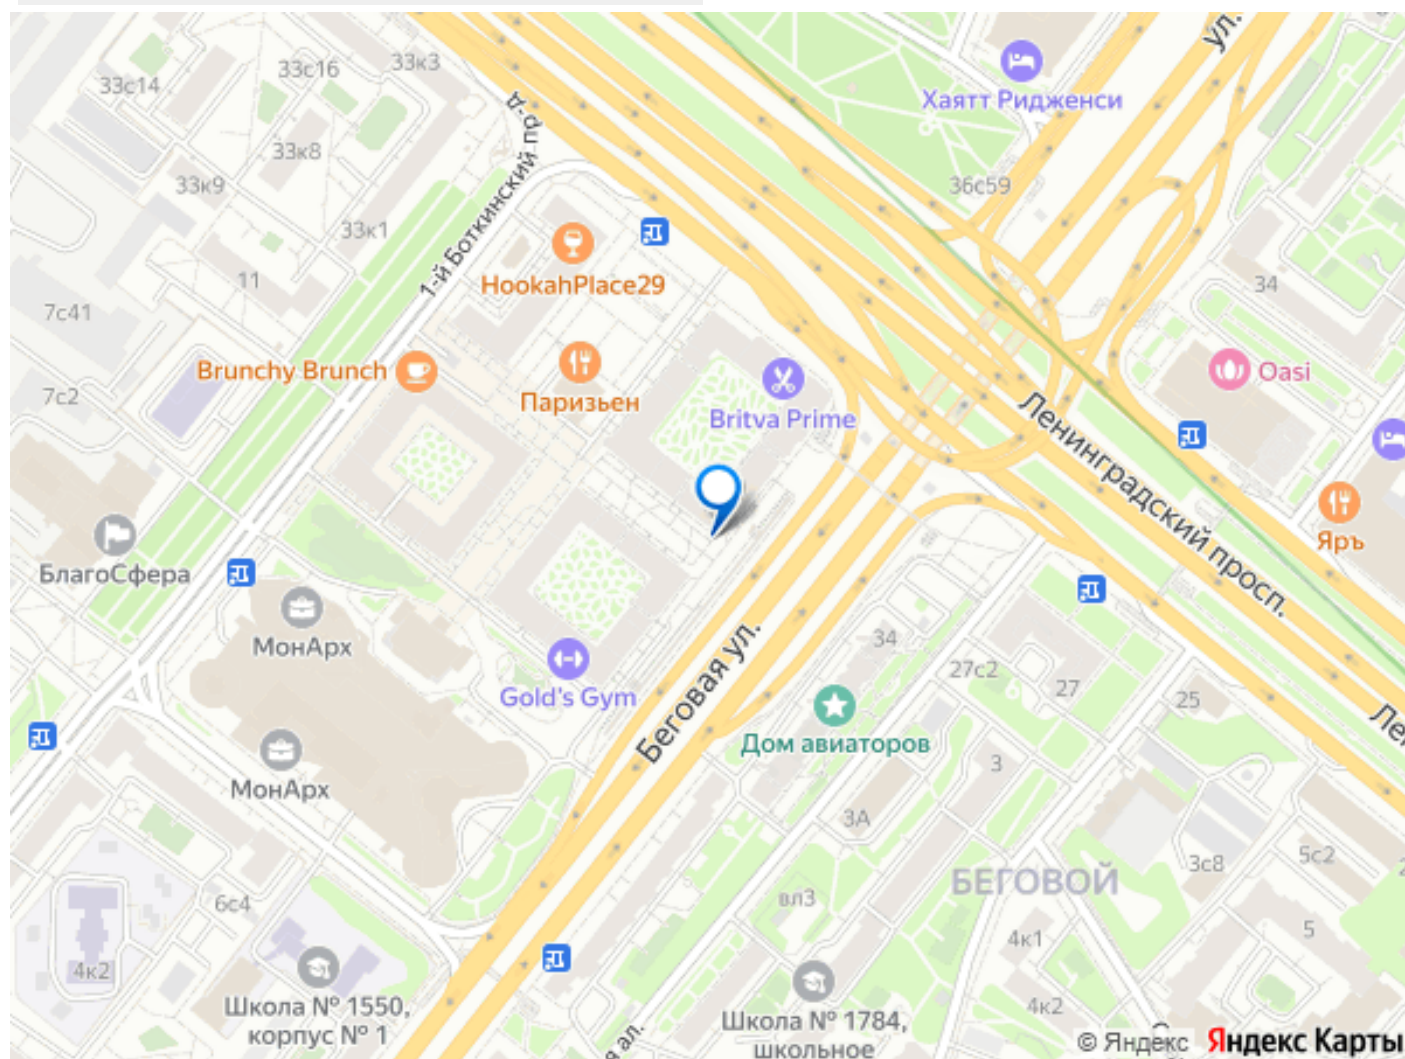 33с14
33с16
33к3
33к8
33к9
33к1
1-й Боткинский пр-д
ул.
Хаятт Ридженси
36с59
34
11
7с41
7с2
HookahPlace29
Brunchy Brunch
Паризьен
Britva Prime
Oasi
Ленинградский просп.
Яръ
БлагоСфера
МонАрх
Gold's Gym
Беговая ул.
34
27с2
27
25
Дом авиаторов
МонАрх
3
3А
3с8
5с2
БЕГОВОЙ
вл3
6с4
4к2
4к1
5
4к2
Школа № 1550,
корпус № 1
Школа № 1784,
школьное
ал.
© Яндекс Яндекс Карты